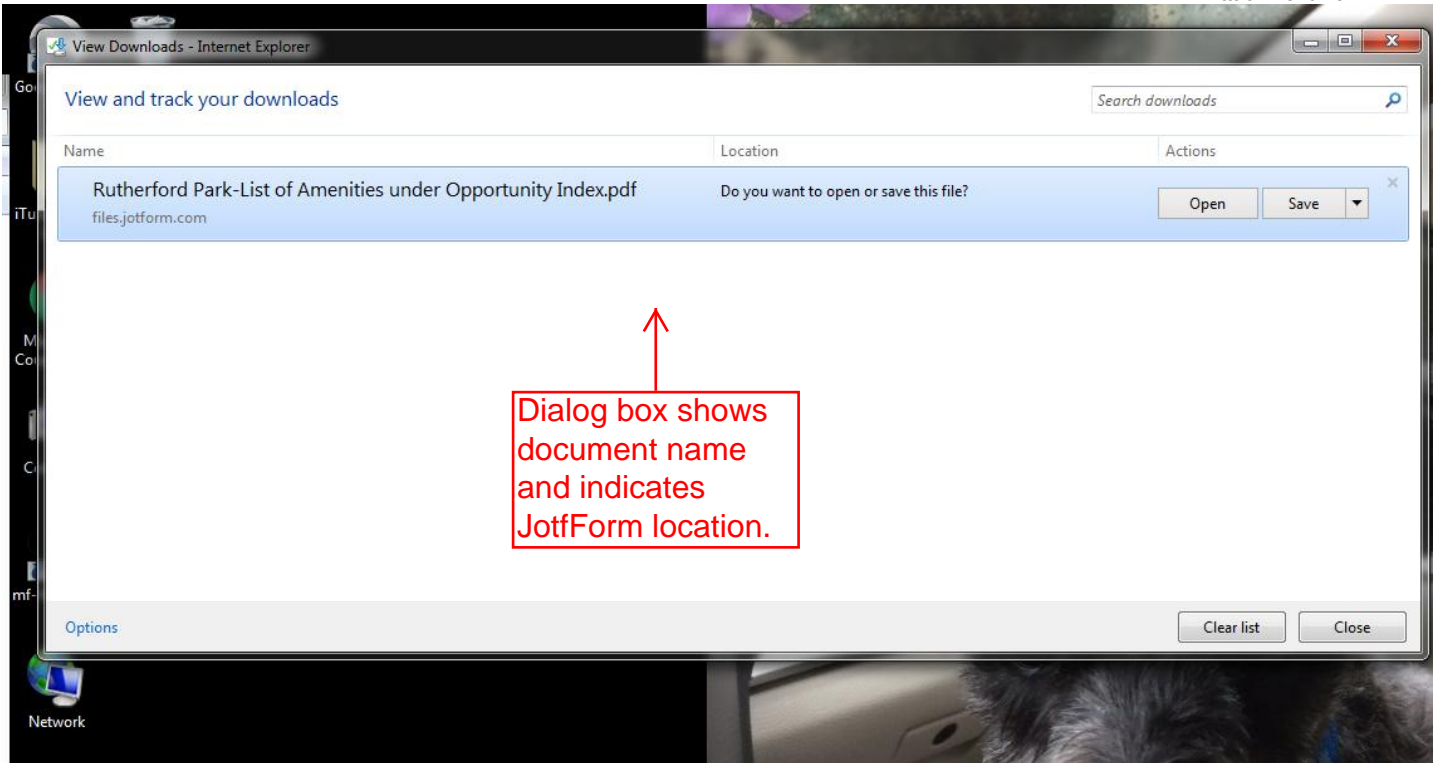 View Downloads - Internet Explorer
View and track your downloads
Search downloads
Name Location Actions
Rutherford Park-List of Amenities under Opportunity Index.pdf Do you want to open or save this file? Open Save
files.jotform.com
Dialog box shows
document name
and indicates
JotfForm location.
Options Clear list Close
Network